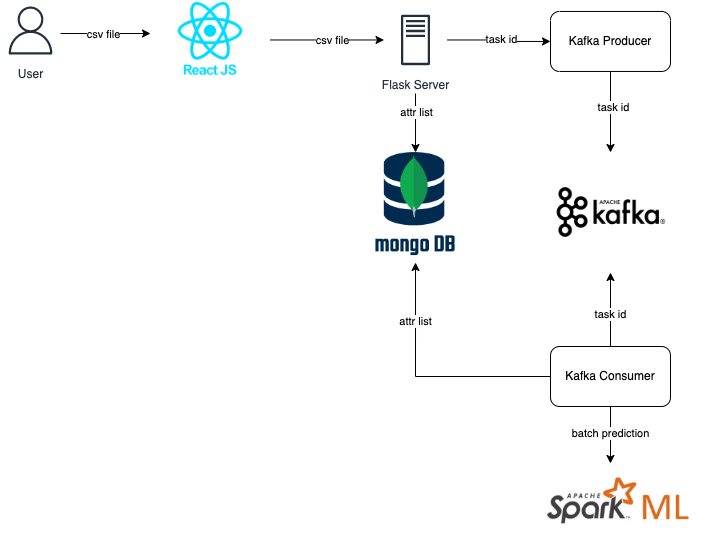 csv file
csv file
task id
Kafka Producer
User
React JS
Flask Server
attr list
task id
APACHE
kafka®
mongo DB
attr list
task id
Kafka Consumer
batch prediction
APACHE
Spark™ ML